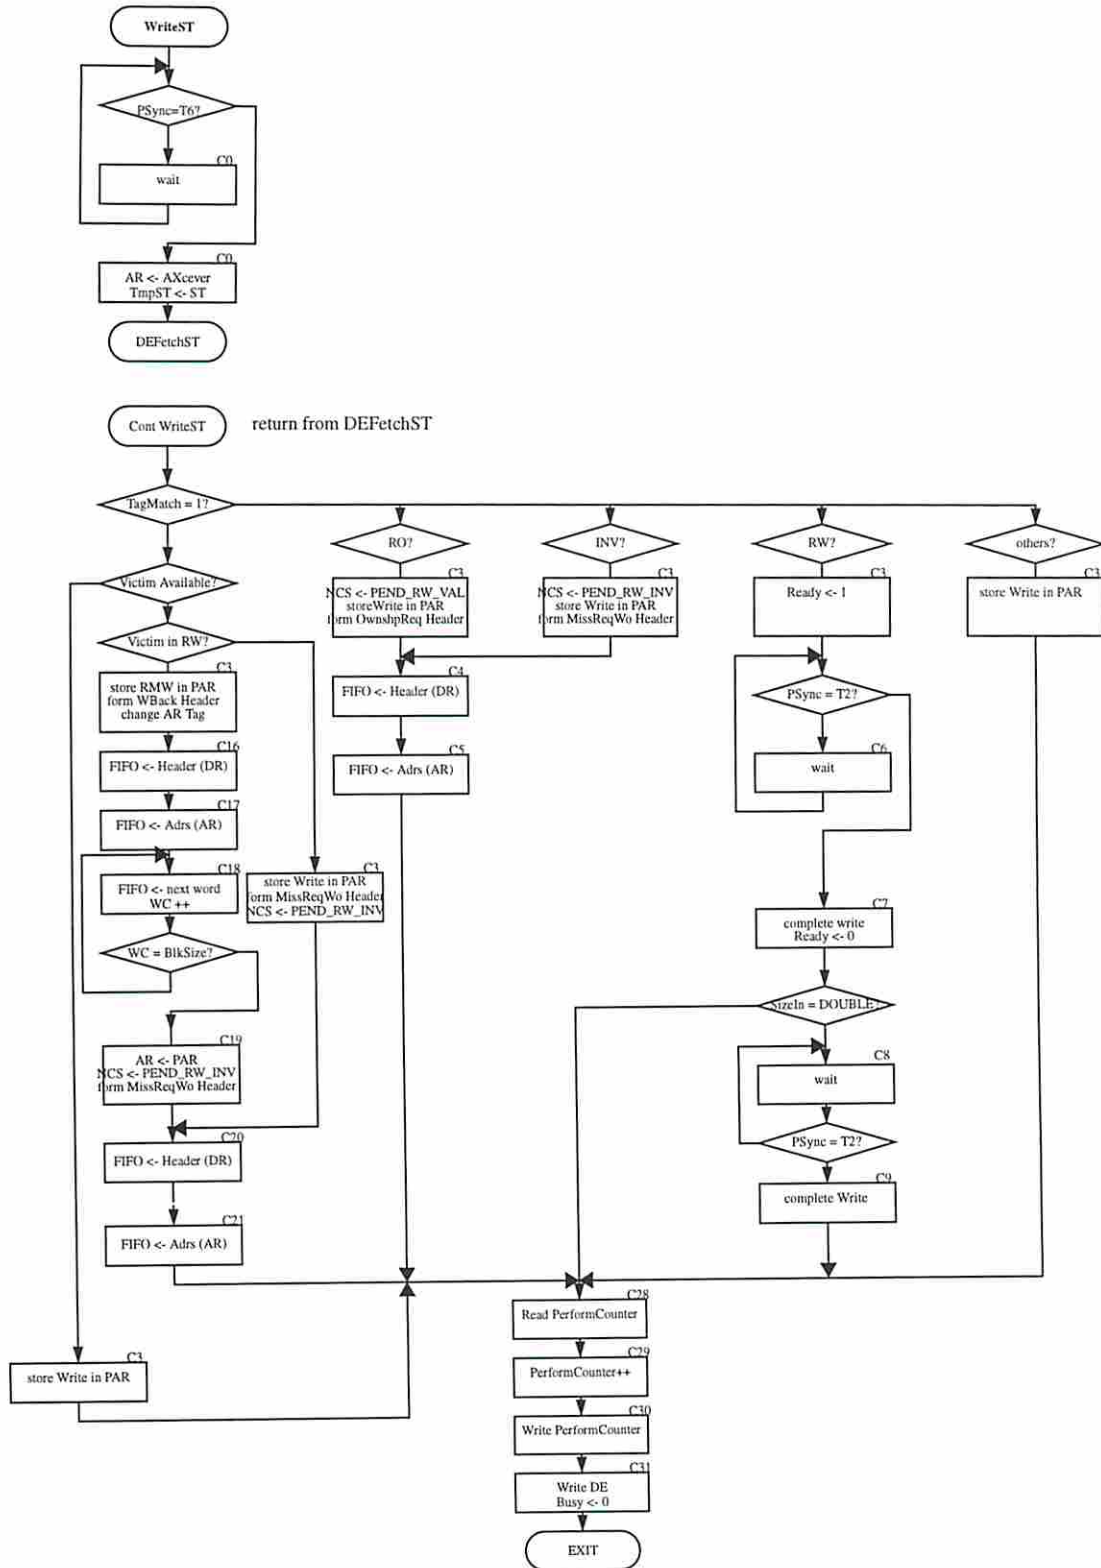 WriteST
PSync=T6?
C0
wait
C0
AR <- AXcever
TmpST <- ST
DEFetchST
Cont WriteST
return from DEFetchST
TagMatch = 1?
RO?
INV?
RW?
others?
Victim Available?
C3
NCS <- PEND_RW_VAL
storeWrite in PAR
form OwnshpReq Header
C3
NCS <- PEND_RW_INV
store Write in PAR
form MissReqWo Header
C3
Ready <- 1
C3
store Write in PAR
Victim in RW?
C3
store RMW in PAR
form WBack Header
change AR Tag
C4
FIFO <- Header (DR)
PSync = T2?
C16
FIFO <- Header (DR)
C5
FIFO <- Adrs (AR)
C6
wait
C17
FIFO <- Adrs (AR)
C18
FIFO <- next word
WC ++
C3
store Write in PAR
form MissReqWo Header
NCS <- PEND_RW_INV
C7
complete write
Ready <- 0
WC = BlkSize?
SizeIn = DOUBLE?
C19
AR <- PAR
NCS <- PEND_RW_INV
form MissReqWo Header
C8
wait
C20
FIFO <- Header (DR)
PSync = T2?
C9
complete Write
C21
FIFO <- Adrs (AR)
C28
Read PerformCounter
C3
store Write in PAR
C29
PerformCounter++
C30
Write PerformCounter
C31
Write DE
Busy <- 0
EXIT